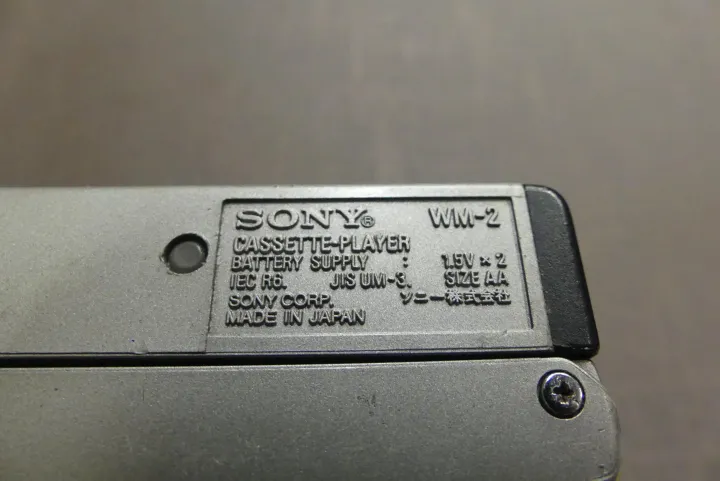 SONY® WM-2
CASSETTE-PLAYER
BATTERY SUPPLY : 1.5V × 2
IEC R6. JIS UM-3. SIZE AA
SONY CORP. ソニー株式会社
MADE IN JAPAN